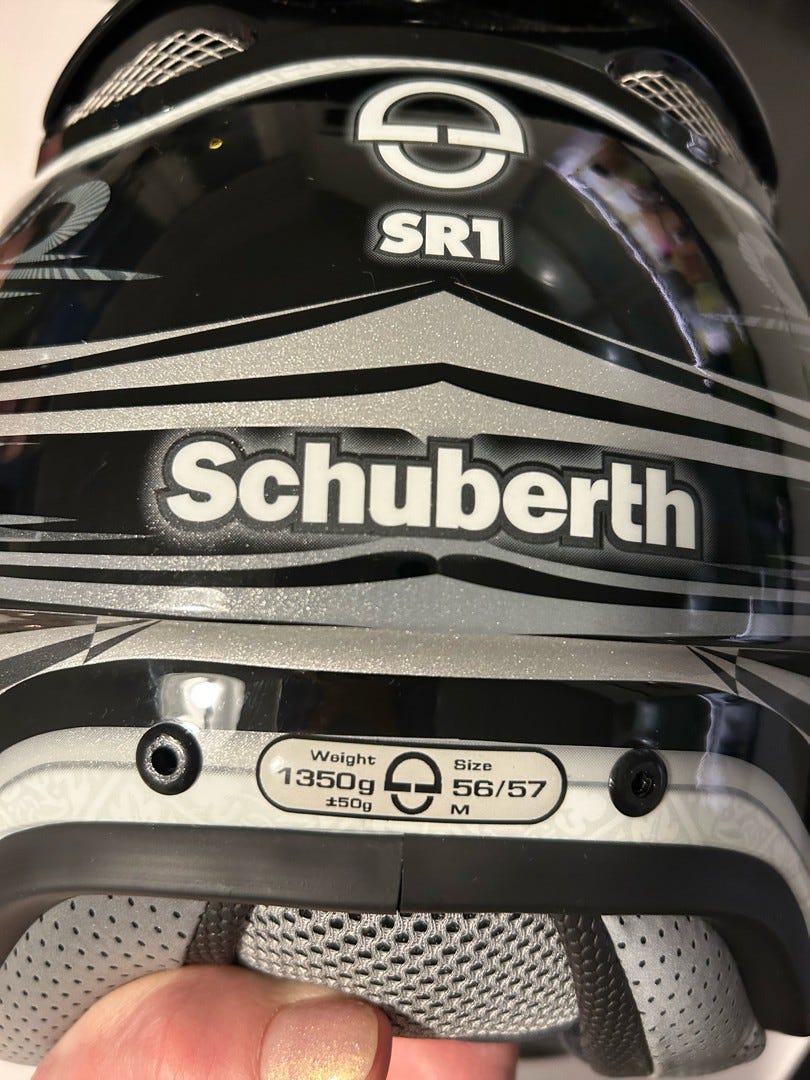 SR1
Schuberth
Weight
1350g
±50g
Size
56/57
M